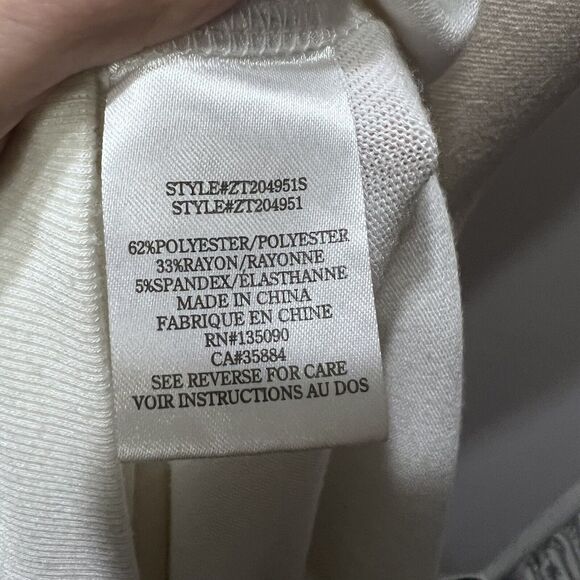 STYLE#ZT204951S
STYLE#ZT204951
62%POLYESTER/POLYESTER
33%RAYON/RAYONNE
5%SPANDEX/ÉLASTHANNE
MADE IN CHINA
FABRIQUE EN CHINE
RN#135090
CA#35884
SEE REVERSE FOR CARE
VOIR INSTRUCTIONS AU DOS